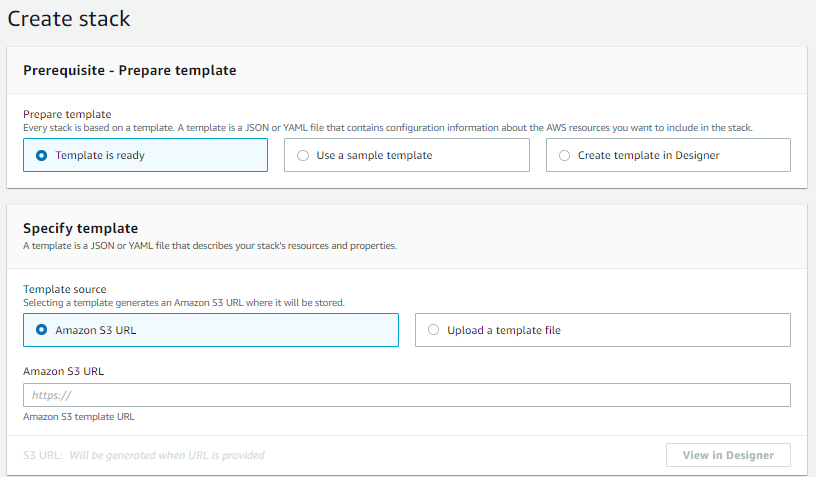 Create stack
Prerequisite - Prepare template
Prepare template
Every stack is based on a template. A template is a JSON or YAML file that contains configuration information about the AWS resources you want to include in the stack.
Template is ready
Use a sample template
Create template in Designer
Specify template
A template is a JSON or YAML file that describes your stack's resources and properties.
Template source
Selecting a template generates an Amazon S3 URL where it will be stored.
Amazon S3 URL
Upload a template file
Amazon S3 URL
https://
Amazon S3 template URL
S3 URL: Will be generated when URL is provided
View in Designer